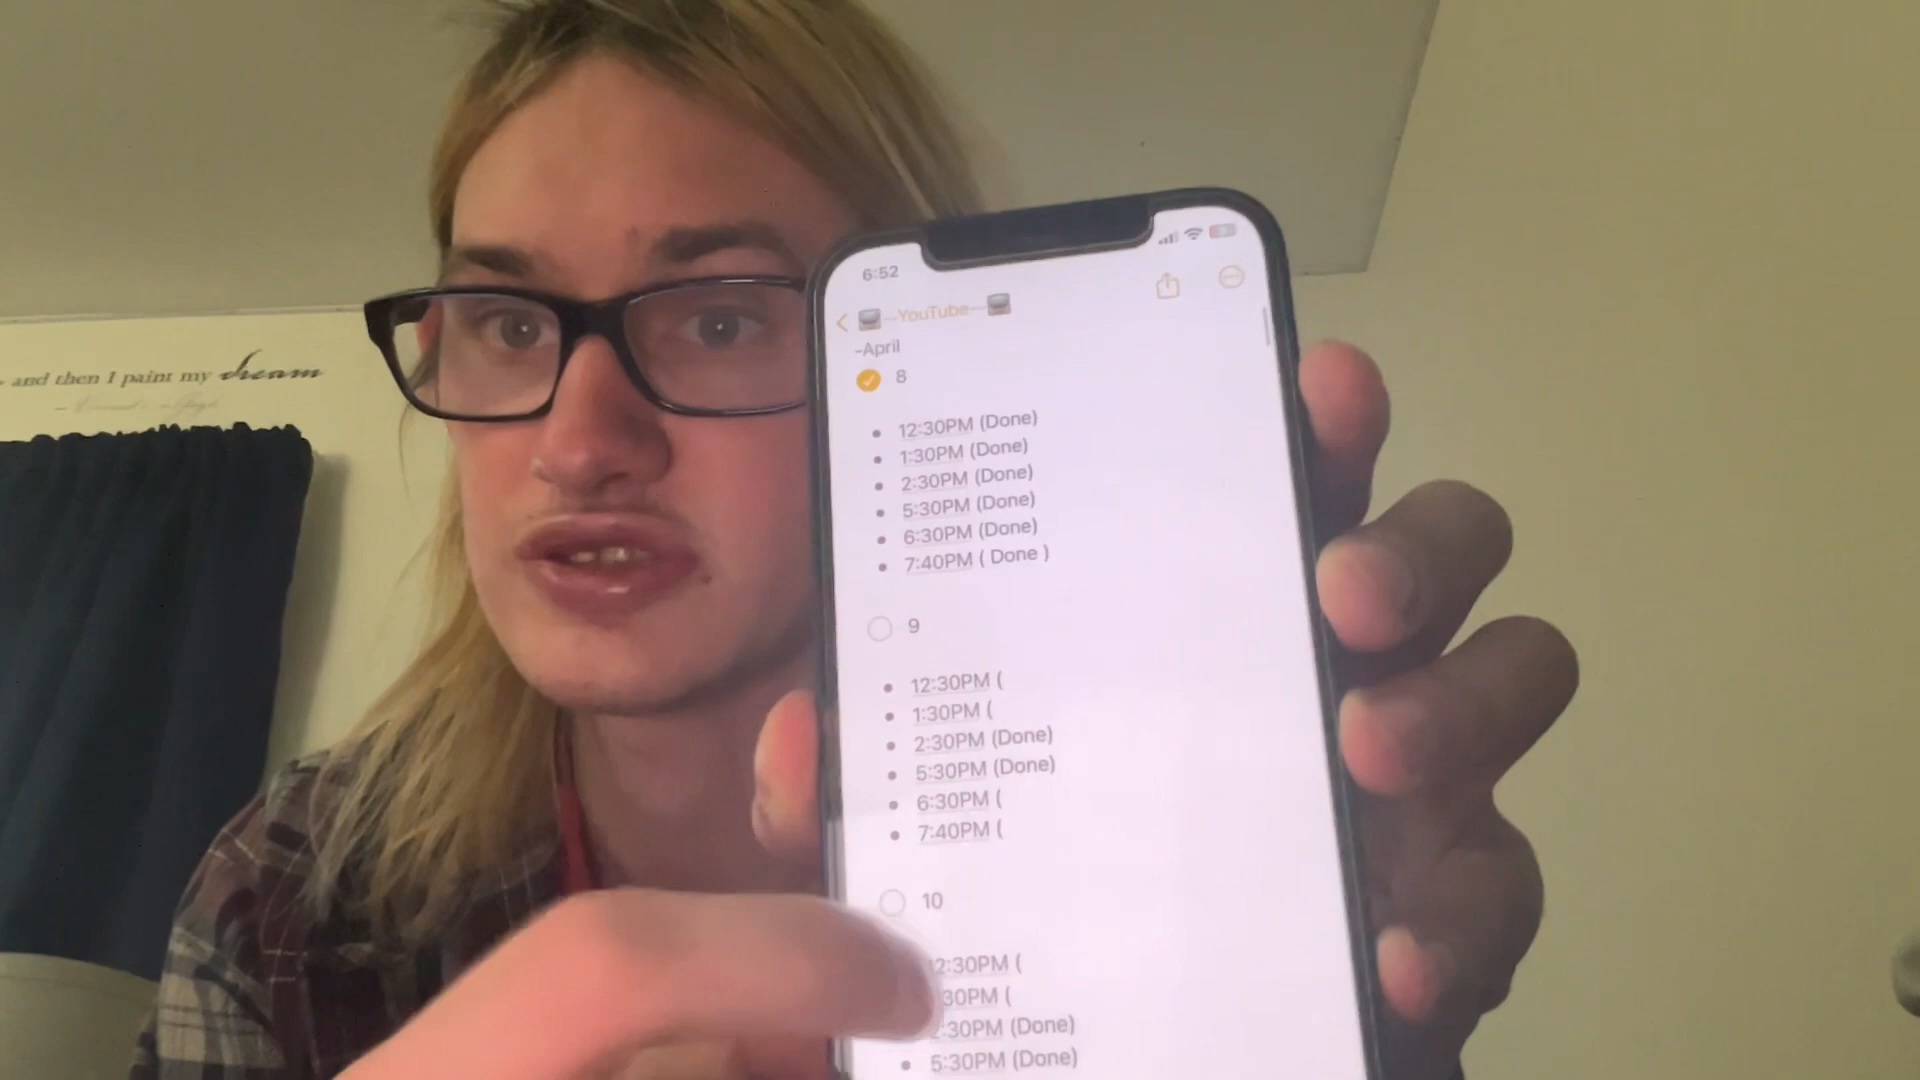 and then I paint my dream
6:52
--YouTube--
-April
8
12:30PM (Done)
1:30PM (Done)
2:30PM (Done)
5:30PM (Done)
6:30PM (Done)
7:40PM ( Done )
9
12:30PM (
1:30PM (
2:30PM (Done)
5:30PM (Done)
6:30PM (
7:40PM (
10
12:30PM (
:30PM (
2:30PM (Done)
5:30PM (Done)